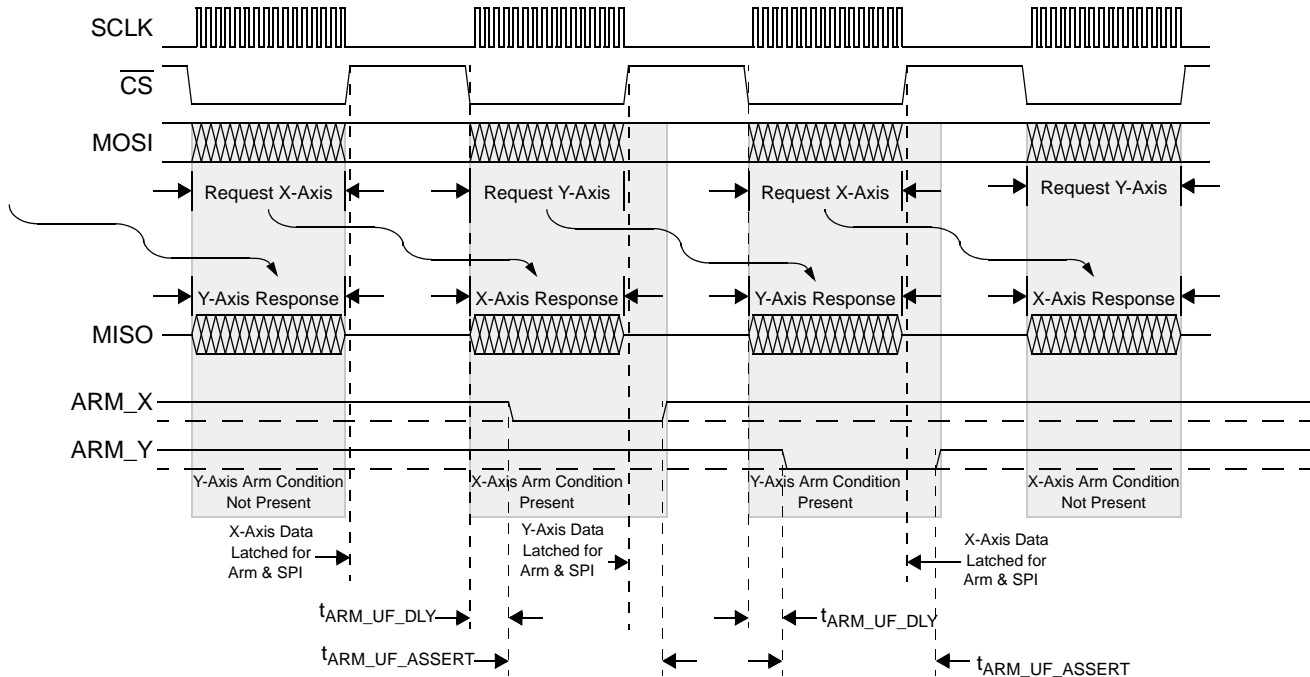 SCLK
CS
MOSI
Request X-Axis
Request Y-Axis
Request X-Axis
Request Y-Axis
Y-Axis Response
X-Axis Response
Y-Axis Response
X-Axis Response
MISO
ARM_X
ARM_Y
Y-Axis Arm Condition
Not Present
X-Axis Arm Condition
Present
Y-Axis Arm Condition
Present
X-Axis Arm Condition
Not Present
X-Axis Data
Latched for
Arm & SPI
Y-Axis Data
Latched for
Arm & SPI
X-Axis Data
Latched for
Arm & SPI
tARM_UF_DLY
tARM_UF_DLY
tARM_UF_ASSERT
tARM_UF_ASSERT